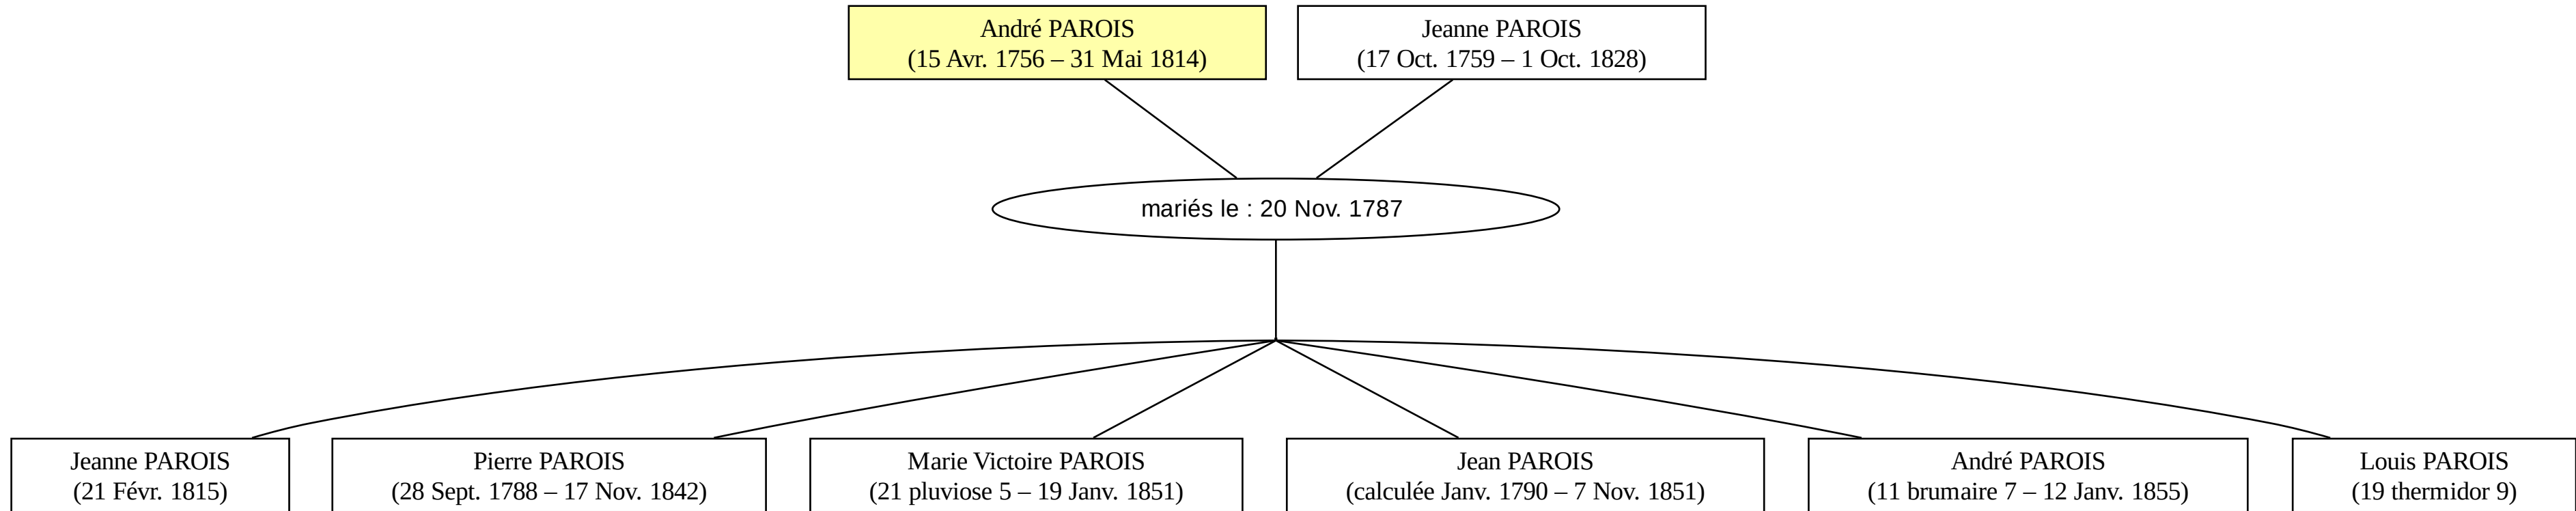 André PAROIS
(15 Avr. 1756 – 31 Mai 1814)
Jeanne PAROIS
(17 Oct. 1759 – 1 Oct. 1828)
mariés le : 20 Nov. 1787
Jeanne PAROIS
(21 Févr. 1815)
Pierre PAROIS
(28 Sept. 1788 – 17 Nov. 1842)
Marie Victoire PAROIS
(21 pluviose 5 – 19 Janv. 1851)
Jean PAROIS
(calculée Janv. 1790 – 7 Nov. 1851)
André PAROIS
(11 brumaire 7 – 12 Janv. 1855)
Louis PAROIS
(19 thermidor 9)